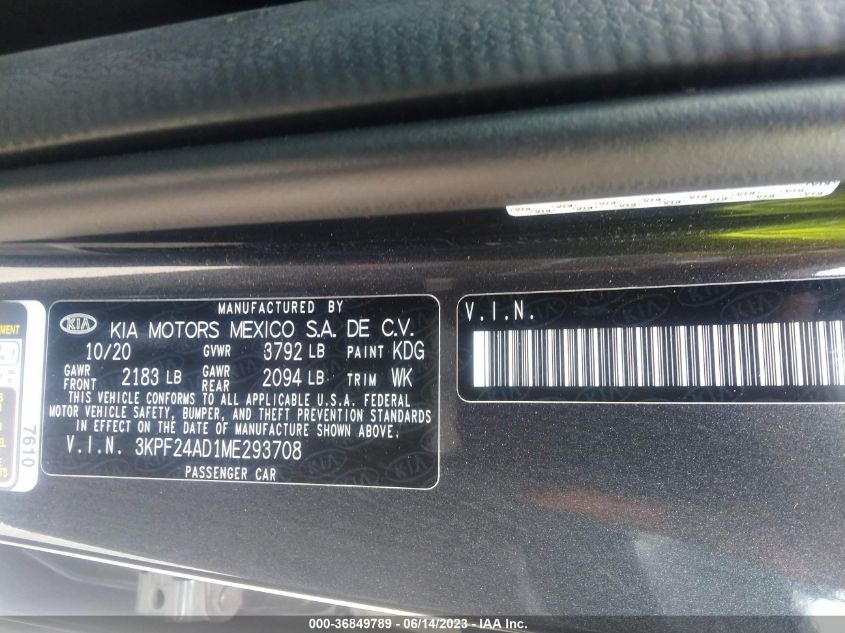 MANUFACTURED BY
KIA KIA MOTORS MEXICO S.A. DE C.V.
10/20 GVWR 3792 LB PAINT KDG
GAWR FRONT 2183 LB GAWR REAR 2094 LB TRIM WK
THIS VEHICLE CONFORMS TO ALL APPLICABLE U.S.A. FEDERAL
MOTOR VEHICLE SAFETY, BUMPER, AND THEFT PREVENTION STANDARDS
IN EFFECT ON THE DATE OF MANUFACTURE SHOWN ABOVE.
V.I.N. 3KPF24AD1ME293708
PASSENGER CAR
V.I.N.
7610
000-36849789 - 06/14/2023 - IAAI.com